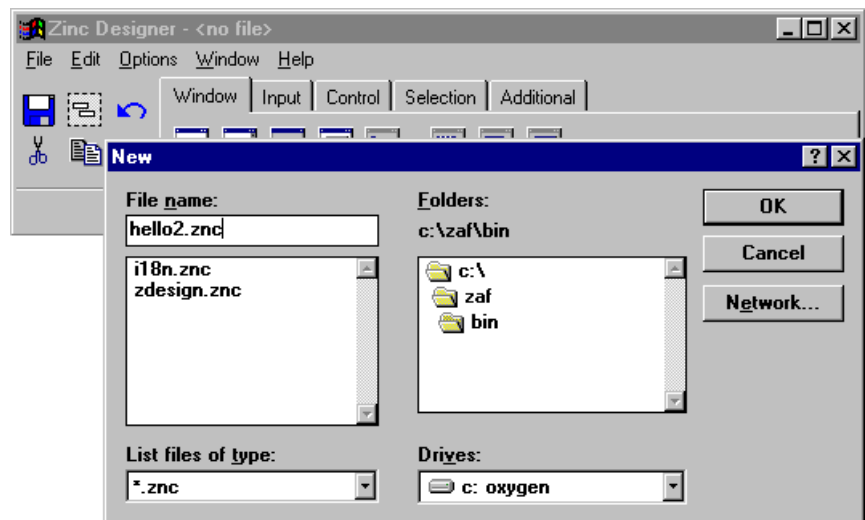 Zinc Designer - <no file>
File Edit Options Window Help
Window Input Control Selection Additional
New
File name:
hello2.znc
i18n.znc
zdesign.znc
List files of type:
*.znc
Folders:
c:\zaf\bin
c:\
zaf
bin
Drives:
c: oxygen
OK
Cancel
Network...